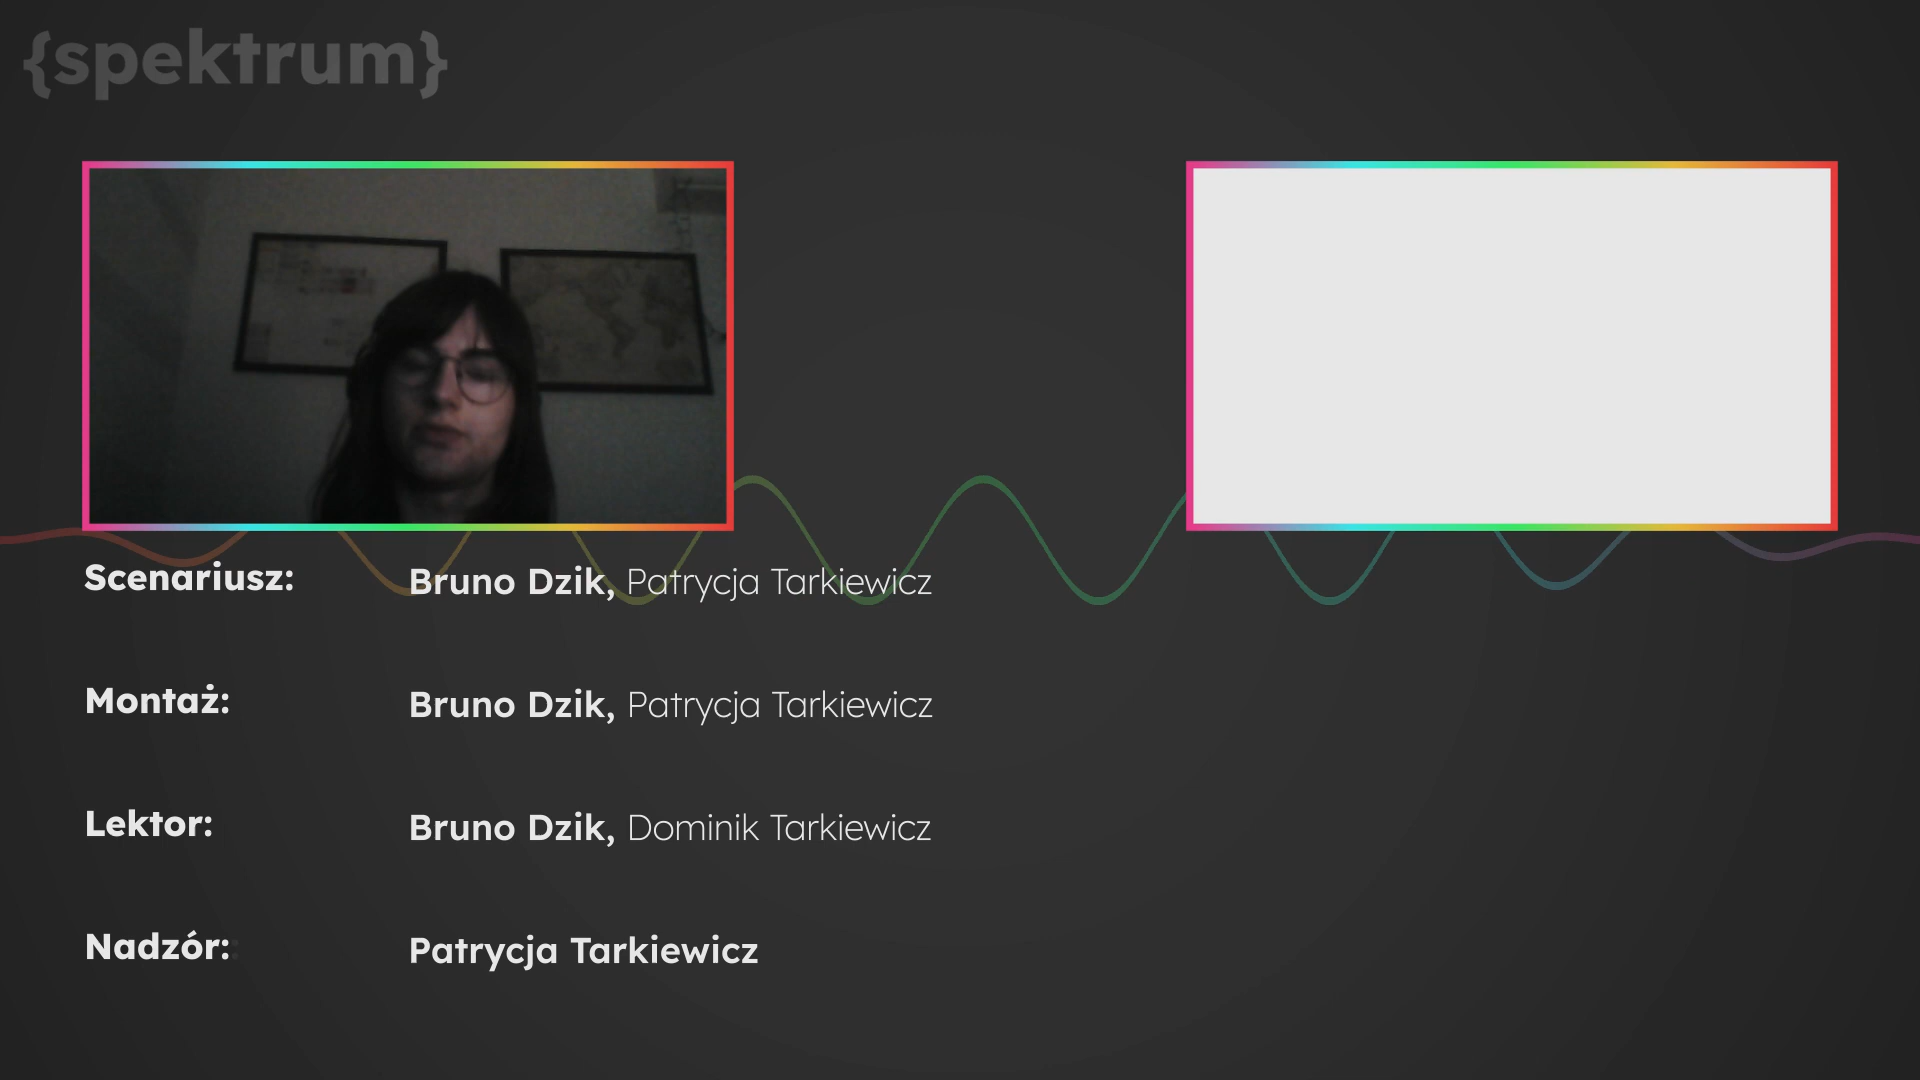 {spektrum}
Scenariusz: Bruno Dzik, Patrycja Tarkiewicz
Montaż: Bruno Dzik, Patrycja Tarkiewicz
Lektor: Bruno Dzik, Dominik Tarkiewicz
Nadzór: Patrycja Tarkiewicz